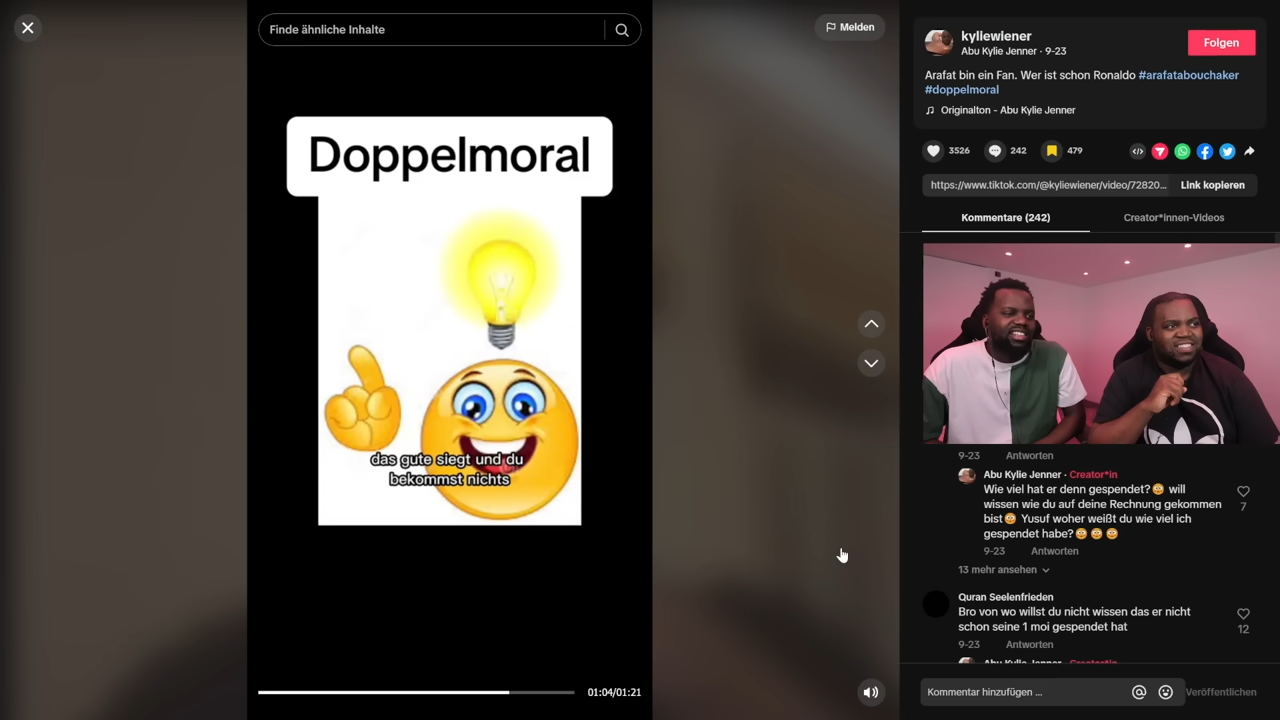 Finde ähnliche Inhalte
Melden
Doppelmoral
das gute siegt und du
bekommst nichts
01:04/01:21
kyliewiener
Abu Kylie Jenner · 9-23
Folgen
Arafat bin ein Fan. Wer ist schon Ronaldo #arafatabouchaker
#doppelmoral
Originalton - Abu Kylie Jenner
3526
242
479
https://www.tiktok.com/@kyliewiener/video/72820...
Link kopieren
Kommentare (242)
Creator*innen-Videos
9-23
Antworten
Abu Kylie Jenner · Creator*in
Wie viel hat er denn gespendet? will
wissen wie du auf deine Rechnung gekommen
bist Yusuf woher weißt du wie viel ich
gespendet habe?
7
9-23
Antworten
13 mehr ansehen
Quran Seelenfrieden
Bro von wo willst du nicht wissen das er nicht
schon seine 1 moi gespendet hat
12
9-23
Antworten
Abu Kylie Jenner · Creator*in
Kommentar hinzufügen ...
Veröffentlichen